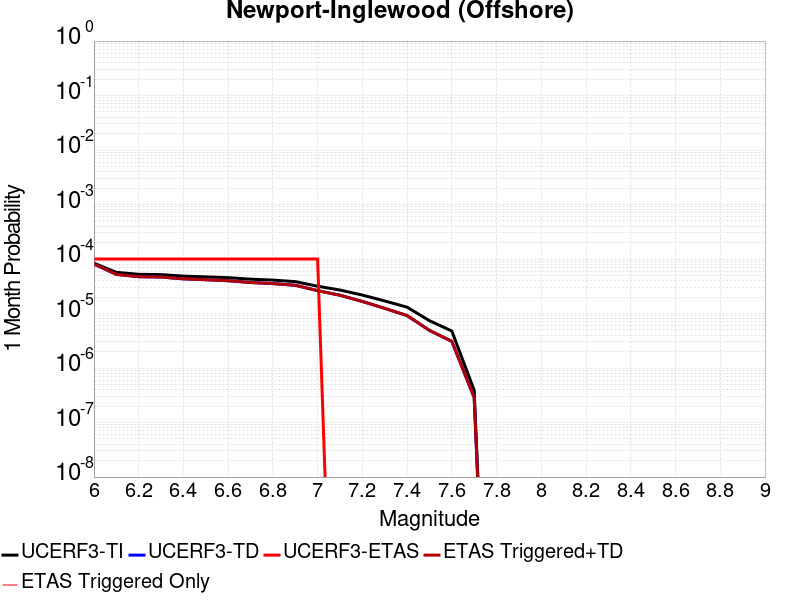 Newport-Inglewood (Offshore)
10^0
10^-1
10^-2
10^-3
10^-4
10^-5
10^-6
10^-7
10^-8
1 Month Probability
6 6.2 6.4 6.6 6.8 7 7.2 7.4 7.6 7.8 8 8.2 8.4 8.6 8.8 9
Magnitude
UCERF3-TI UCERF3-TD UCERF3-ETAS ETAS Triggered+TD
ETAS Triggered Only